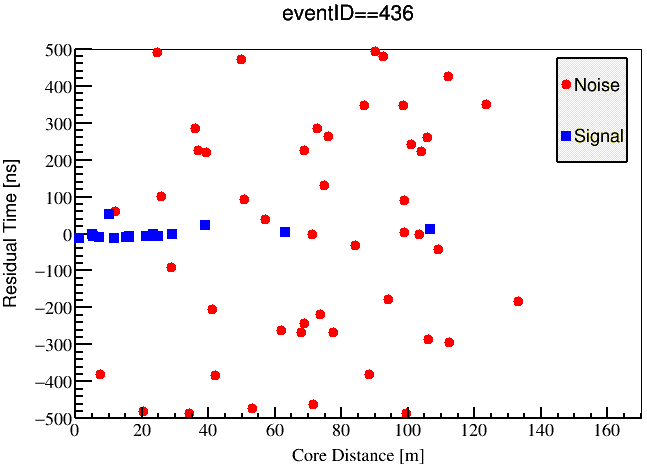 eventID==436
Residual Time [ns]
500
400
300
200
100
0
−100
−200
−300
−400
−500
Noise
Signal
0 20 40 60 80 100 120 140 160
Core Distance [m]